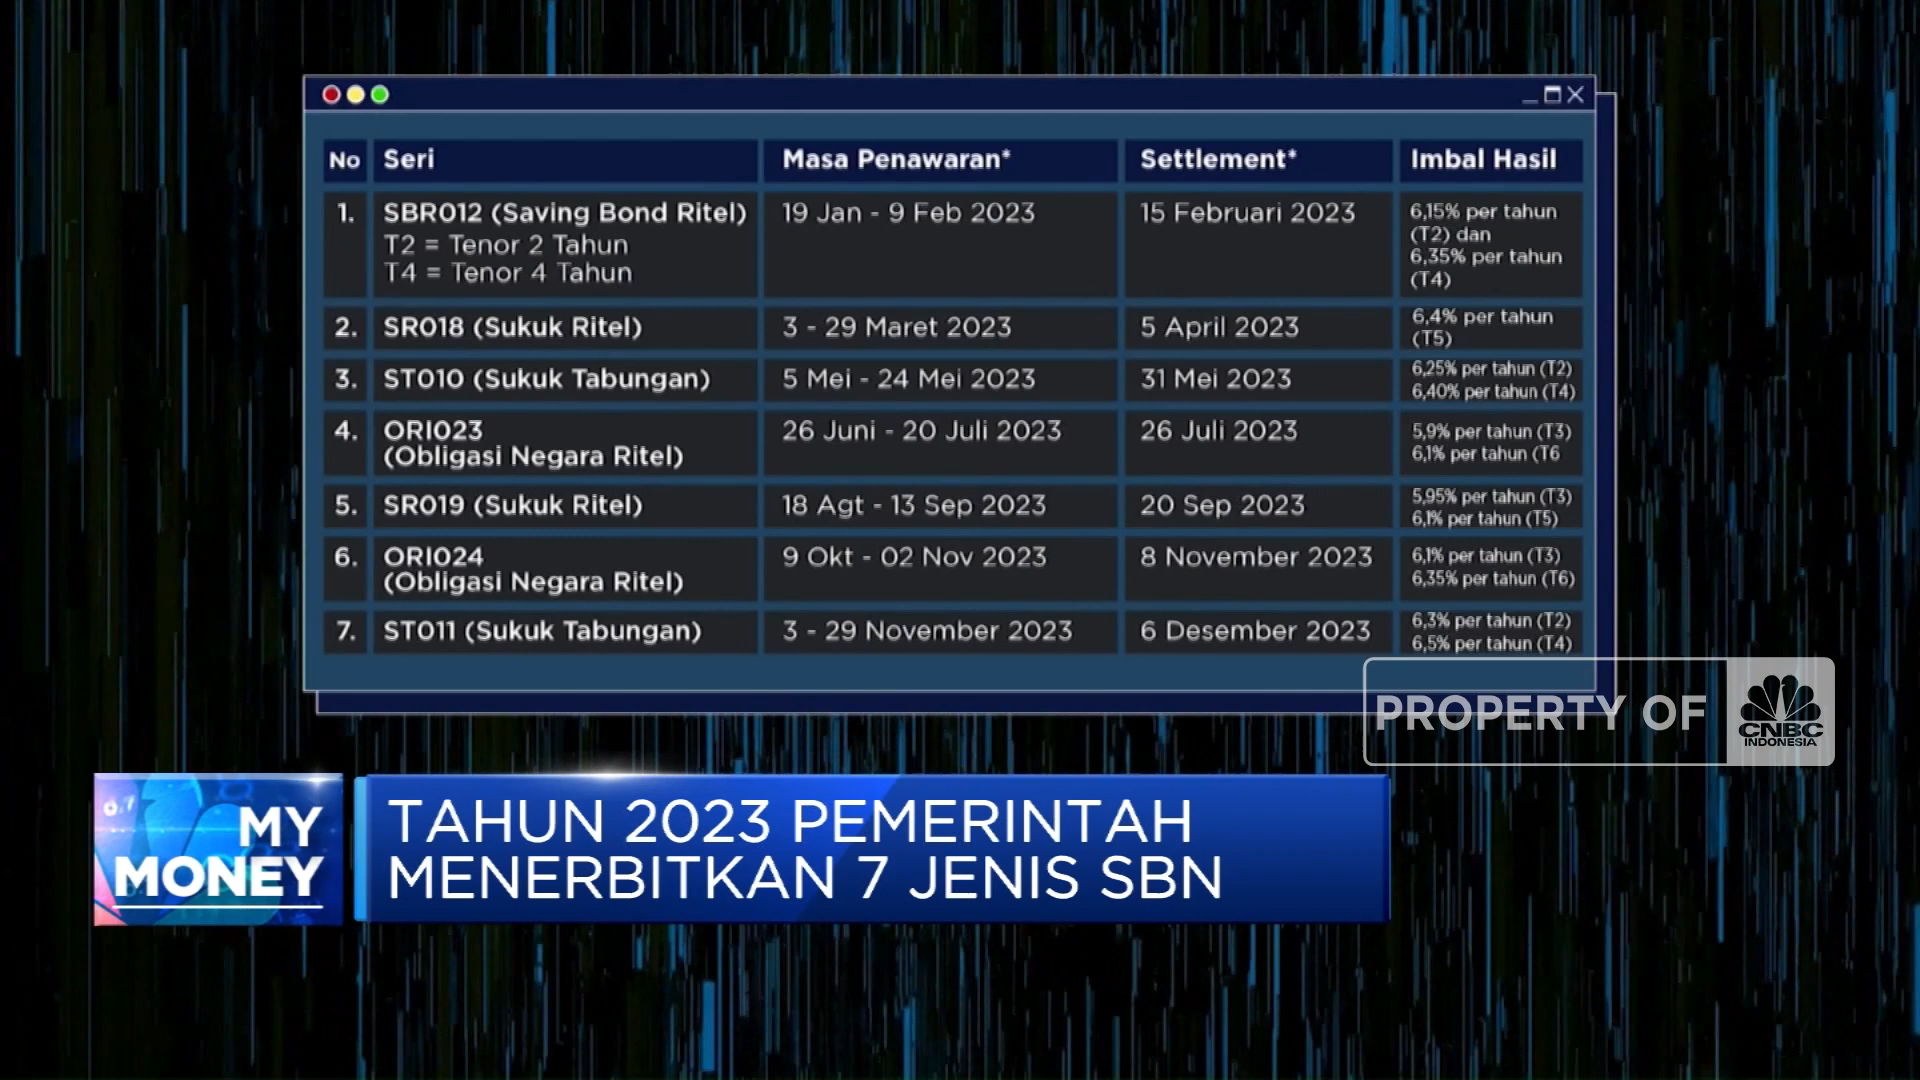 No Seri Masa Penawaran* Settlement* Imbal Hasil
1. SBR012 (Saving Bond Ritel) 19 Jan - 9 Feb 2023 15 Februari 2023 6,15% per tahun
T2 = Tenor 2 Tahun (T2) dan
T4 = Tenor 4 Tahun 6,35% per tahun
(T4)
2. SR018 (Sukuk Ritel) 3 - 29 Maret 2023 5 April 2023 6,4% per tahun
(T5)
3. ST010 (Sukuk Tabungan) 5 Mei - 24 Mei 2023 31 Mei 2023 6,25% per tahun (T2)
6,40% per tahun (T4)
4. ORI023 26 Juni - 20 Juli 2023 26 Juli 2023 5,9% per tahun (T3)
(Obligasi Negara Ritel) 6,1% per tahun (T6
5. SR019 (Sukuk Ritel) 18 Agt - 13 Sep 2023 20 Sep 2023 5,95% per tahun (T3)
6,1% per tahun (T5)
6. ORI024 9 Okt - 02 Nov 2023 8 November 2023 6,1% per tahun (T3)
(Obligasi Negara Ritel) 6,35% per tahun (T6)
7. ST011 (Sukuk Tabungan) 3 - 29 November 2023 6 Desember 2023 6,3% per tahun (T2)
6,5% per tahun (T4)
PROPERTY OF CNBC
INDONESIA
MY
MONEY
TAHUN 2023 PEMERINTAH
MENERBITKAN 7 JENIS SBN